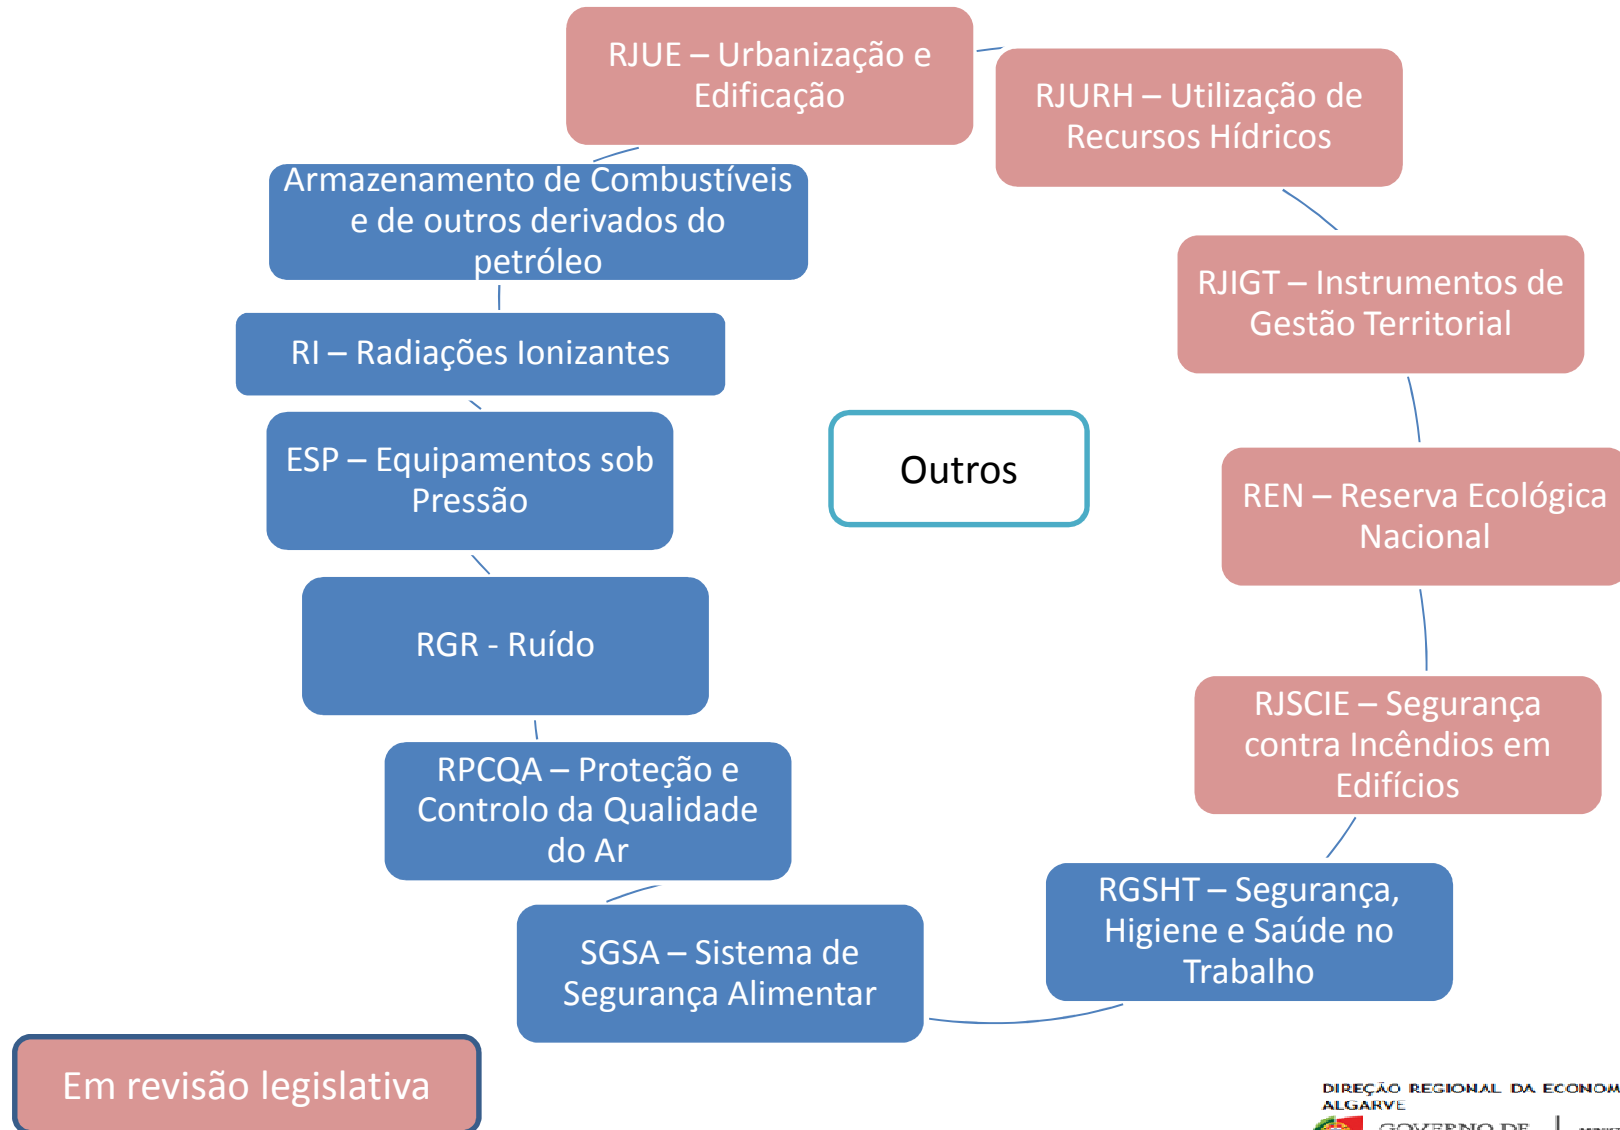 RJUE – Urbanização e
Edificação
RJURH – Utilização de
Recursos Hídricos
RJIGT – Instrumentos de
Gestão Territorial
REN – Reserva Ecológica
Nacional
RJSCIE – Segurança
contra Incêndios em
Edifícios
RGSHT – Segurança,
Higiene e Saúde no
Trabalho
SGSA – Sistema de
Segurança Alimentar
RPCQA – Proteção e
Controlo da Qualidade
do Ar
RGR - Ruído
ESP – Equipamentos sob
Pressão
RI – Radiações Ionizantes
Armazenamento de Combustíveis
e de outros derivados do
petróleo
Outros
Em revisão legislativa
DIREÇÃO REGIONAL DA ECONOM
ALGARVE
GOVERNO DE